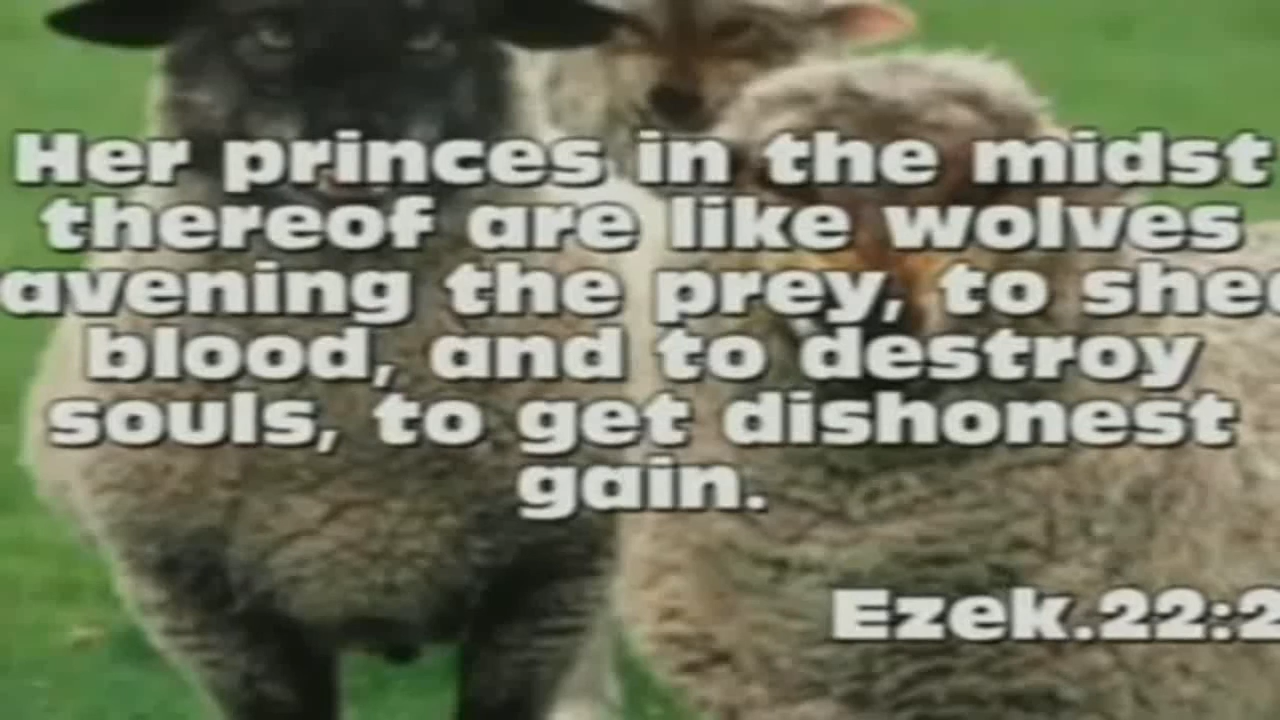 Her princes in the midst
thereof are like wolves
avening the prey, to shed
blood, and to destroy
souls, to get dishonest
gain.
Ezek.22:2